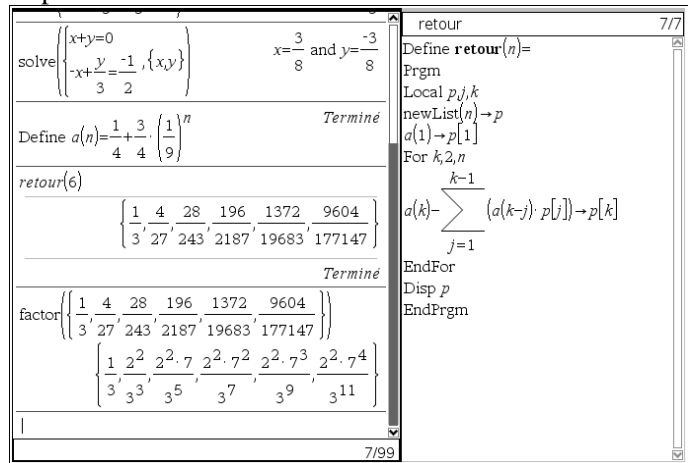 solve({x+y=0
-x+y/3=-1/2 ,{x,y}) x=3/8 and y=-3/8
Define a(n)=1/4+3/4·(1/9)^n Terminé
retour(6)
{1/3,4/27,28/243,196/2187,1372/19683,9604/177147}
Terminé
factor({1/3,4/27,28/243,196/2187,1372/19683,9604/177147})
{1/3,2^2/3^3,2^2·7/3^5,2^2·7^2/3^7,2^2·7^3/3^9,2^2·7^4/3^11}
7/99
retour 7/7
Define retour(n)=
Prgm
Local p,j,k
newList(n)→p
a(1)→p[1]
For k,2,n
k-1
a(k)-∑(a(k-j)·p[j])→p[k]
j=1
EndFor
Disp p
EndPrgm